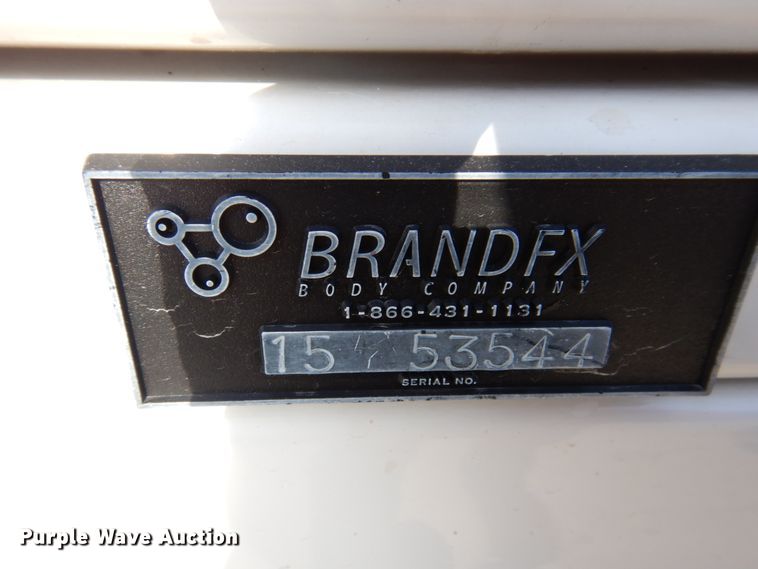 BRANDFX
BODY COMPANY
1-866-431-1131
15 53544
SERIAL NO.
Purple Wave Auction